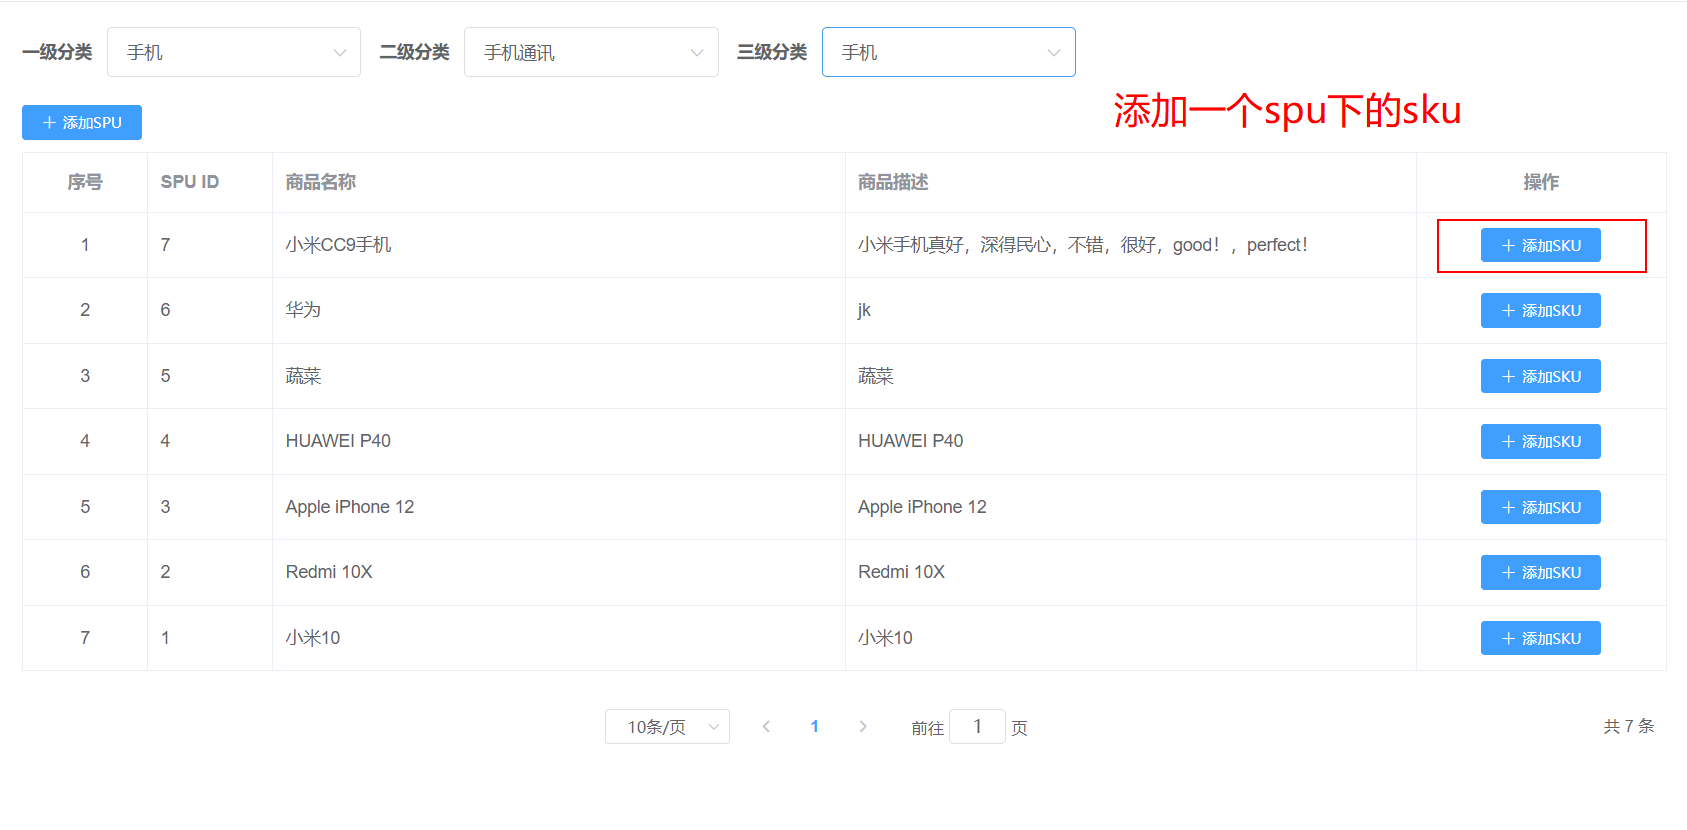 一级分类 手机 二级分类 手机通讯 三级分类 手机
添加一个spu下的sku
添加SPU
序号 SPU ID 商品名称 商品描述 操作
1 7 小米CC9手机 小米手机真好，深得民心，不错，很好，good！，perfect！ 添加SKU
2 6 华为 jk 添加SKU
3 5 蔬菜 蔬菜 添加SKU
4 4 HUAWEI P40 HUAWEI P40 添加SKU
5 3 Apple iPhone 12 Apple iPhone 12 添加SKU
6 2 Redmi 10X Redmi 10X 添加SKU
7 1 小米10 小米10 添加SKU
10条/页 1 前往 1 页 共 7 条